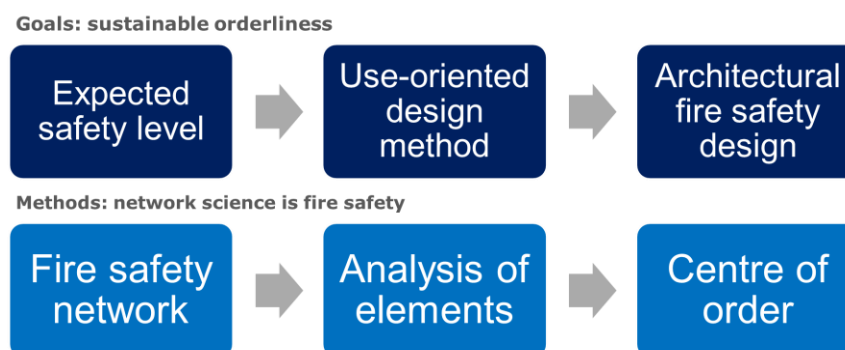 Goals: sustainable orderliness
Expected
safety level
Use-oriented
design
method
Architectural
fire safety
design
Methods: network science is fire safety
Fire safety
network
Analysis of
elements
Centre of
order